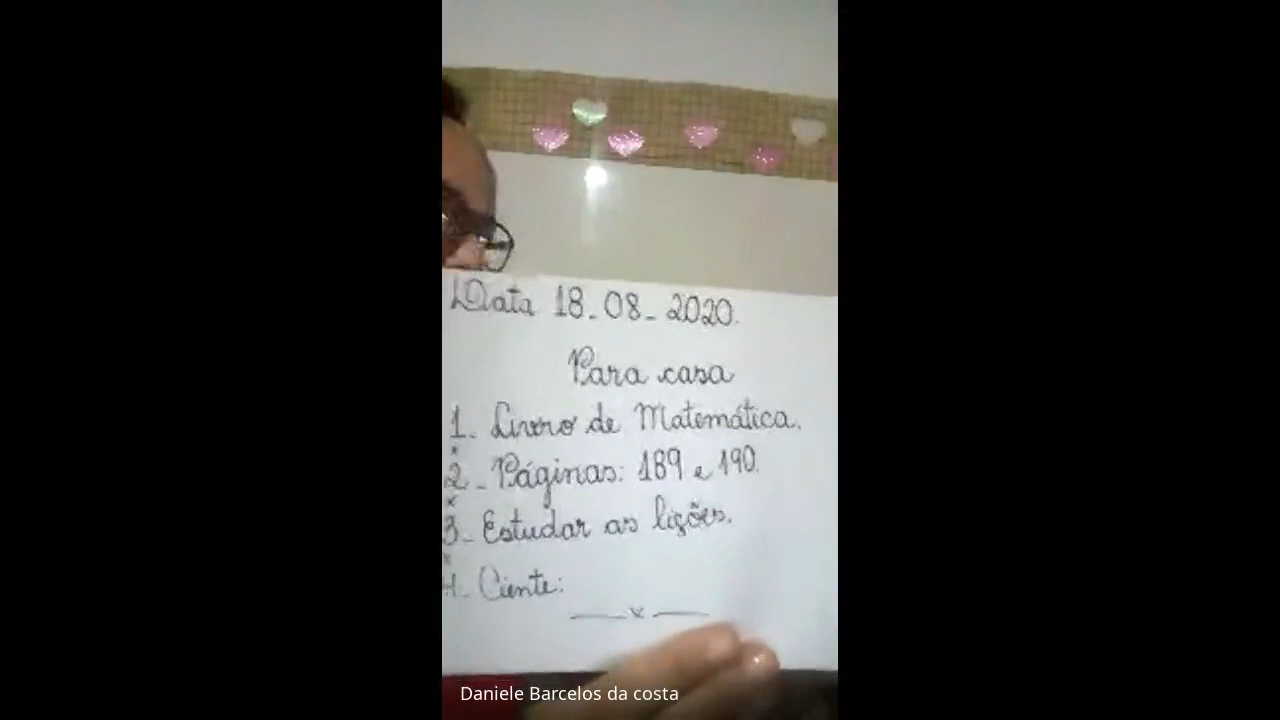 Data 18-08-2020.
Para casa
1- Livro de Matemática.
x
2- Páginas: 189 e 190.
x
3- Estudar as lições.
x
4- Ciente:
——x——
Daniele Barcelos da costa